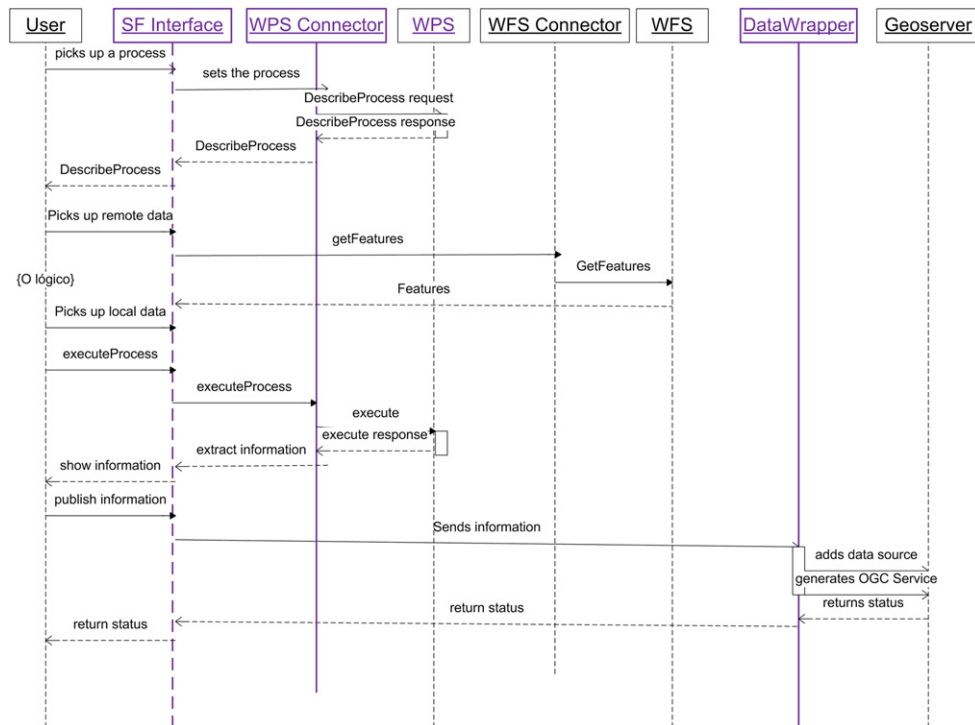 User
SF Interface
WPS Connector
WPS
WFS Connector
WFS
DataWrapper
Geoserver
picks up a process
sets the process
DescribeProcess request
DescribeProcess response
DescribeProcess
DescribeProcess
Picks up remote data
getFeatures
GetFeatures
{O lógico}
Features
Picks up local data
executeProcess
executeProcess
execute
execute response
extract information
show information
publish information
Sends information
adds data source
generates OGC Service
returns status
return status
return status